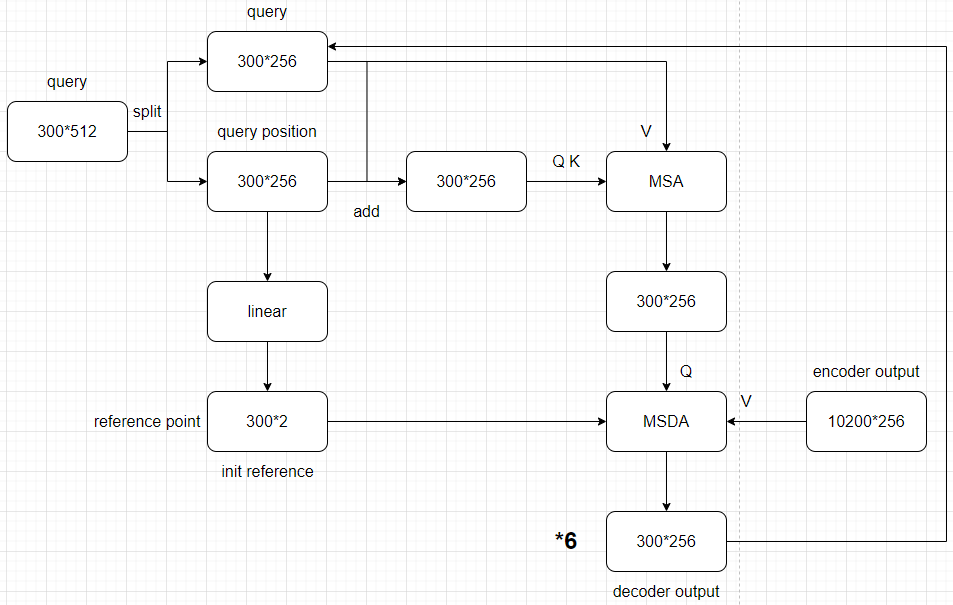 query
300*256
query
300*512
split
query position
300*256
add
300*256
Q K
V
MSA
linear
300*256
Q
reference point
300*2
init reference
MSDA
V
encoder output
10200*256
*6
300*256
decoder output